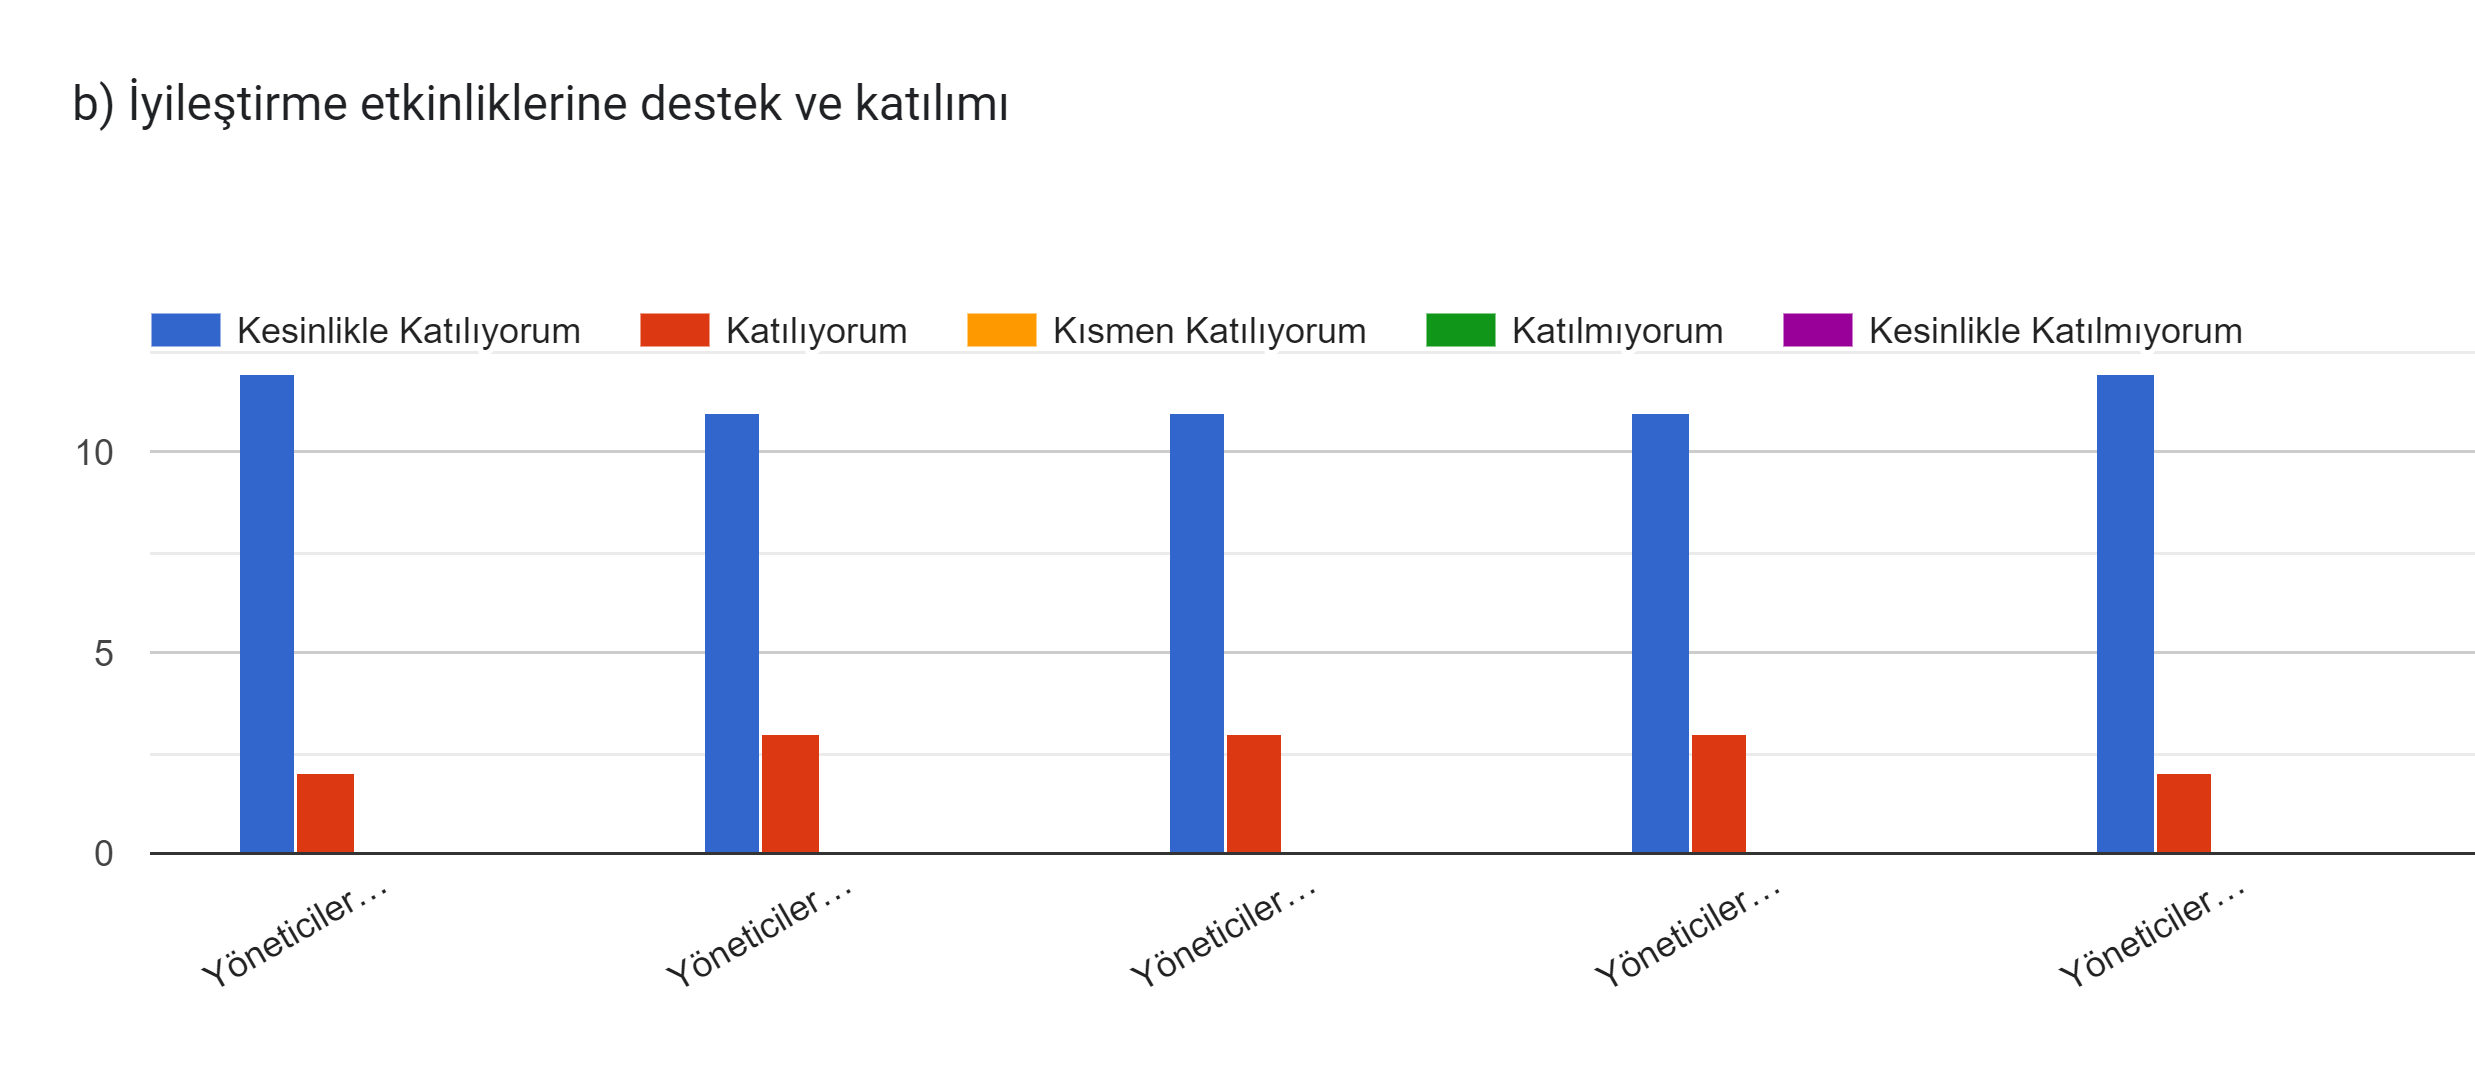 b) İyileştirme etkinliklerine destek ve katılımı
Kesinlikle Katılıyorum Katılıyorum Kısmen Katılıyorum Katılmıyorum Kesinlikle Katılmıyorum
10
5
0
Yöneticiler… Yöneticiler… Yöneticiler… Yöneticiler… Yöneticiler…